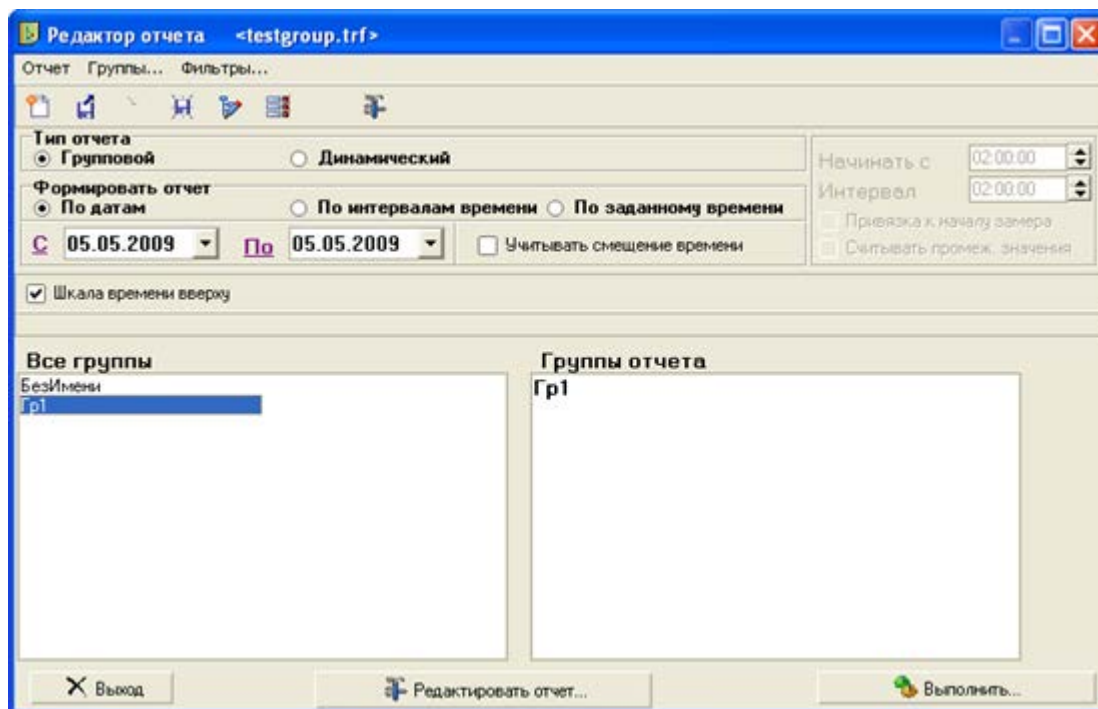 Редактор отчета <testgroup.trf>
Отчет Группы... Фильтры...
Тип отчета
Групповой Динамический
Формировать отчет
По датам По интервалам времени По заданному времени
С 05.05.2009 По 05.05.2009 Учитывать смещение времени
Начинать с 02:00:00
Интервал 02:00:00
Привязка к началу замера
Считывать промеж. значения
Шкала времени вверху
Все группы
БезИмени
Гр1
Группы отчета
Гр1
Выход Редактировать отчет... Выполнить...